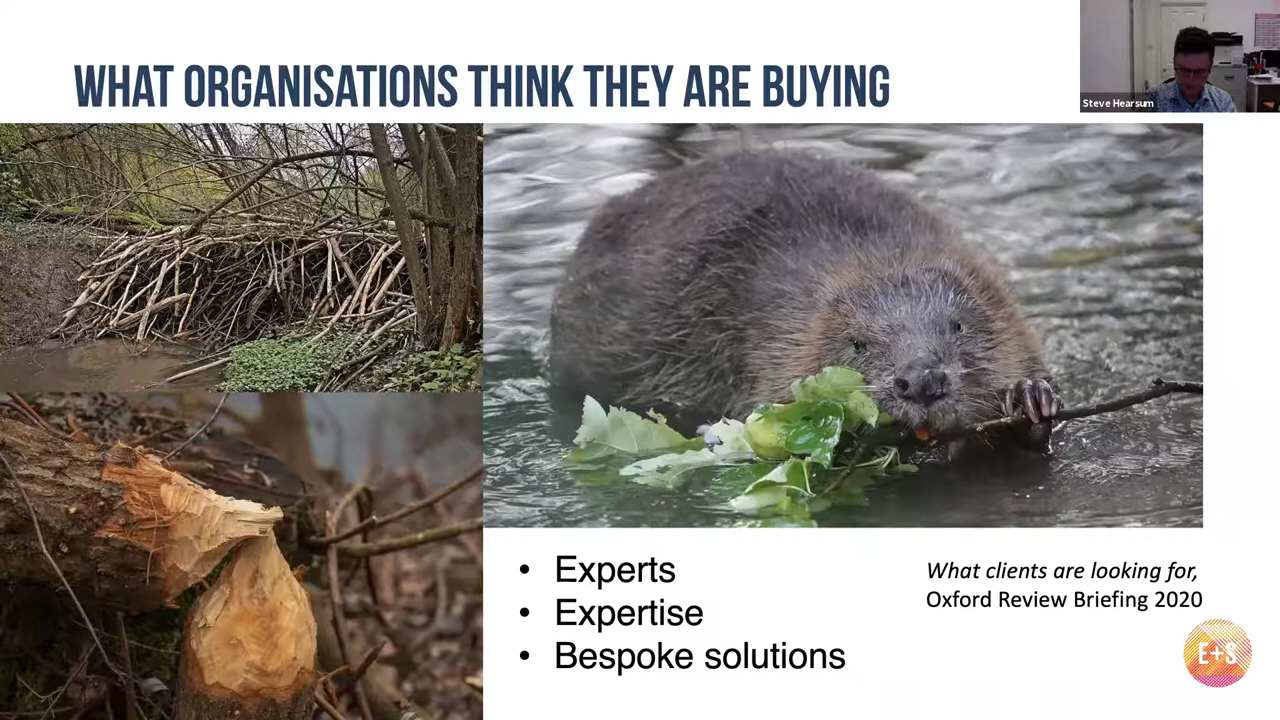 WHAT ORGANISATIONS THINK THEY ARE BUYING
Steve Hearsum
• Experts
• Expertise
• Bespoke solutions
What clients are looking for,
Oxford Review Briefing 2020
E+S